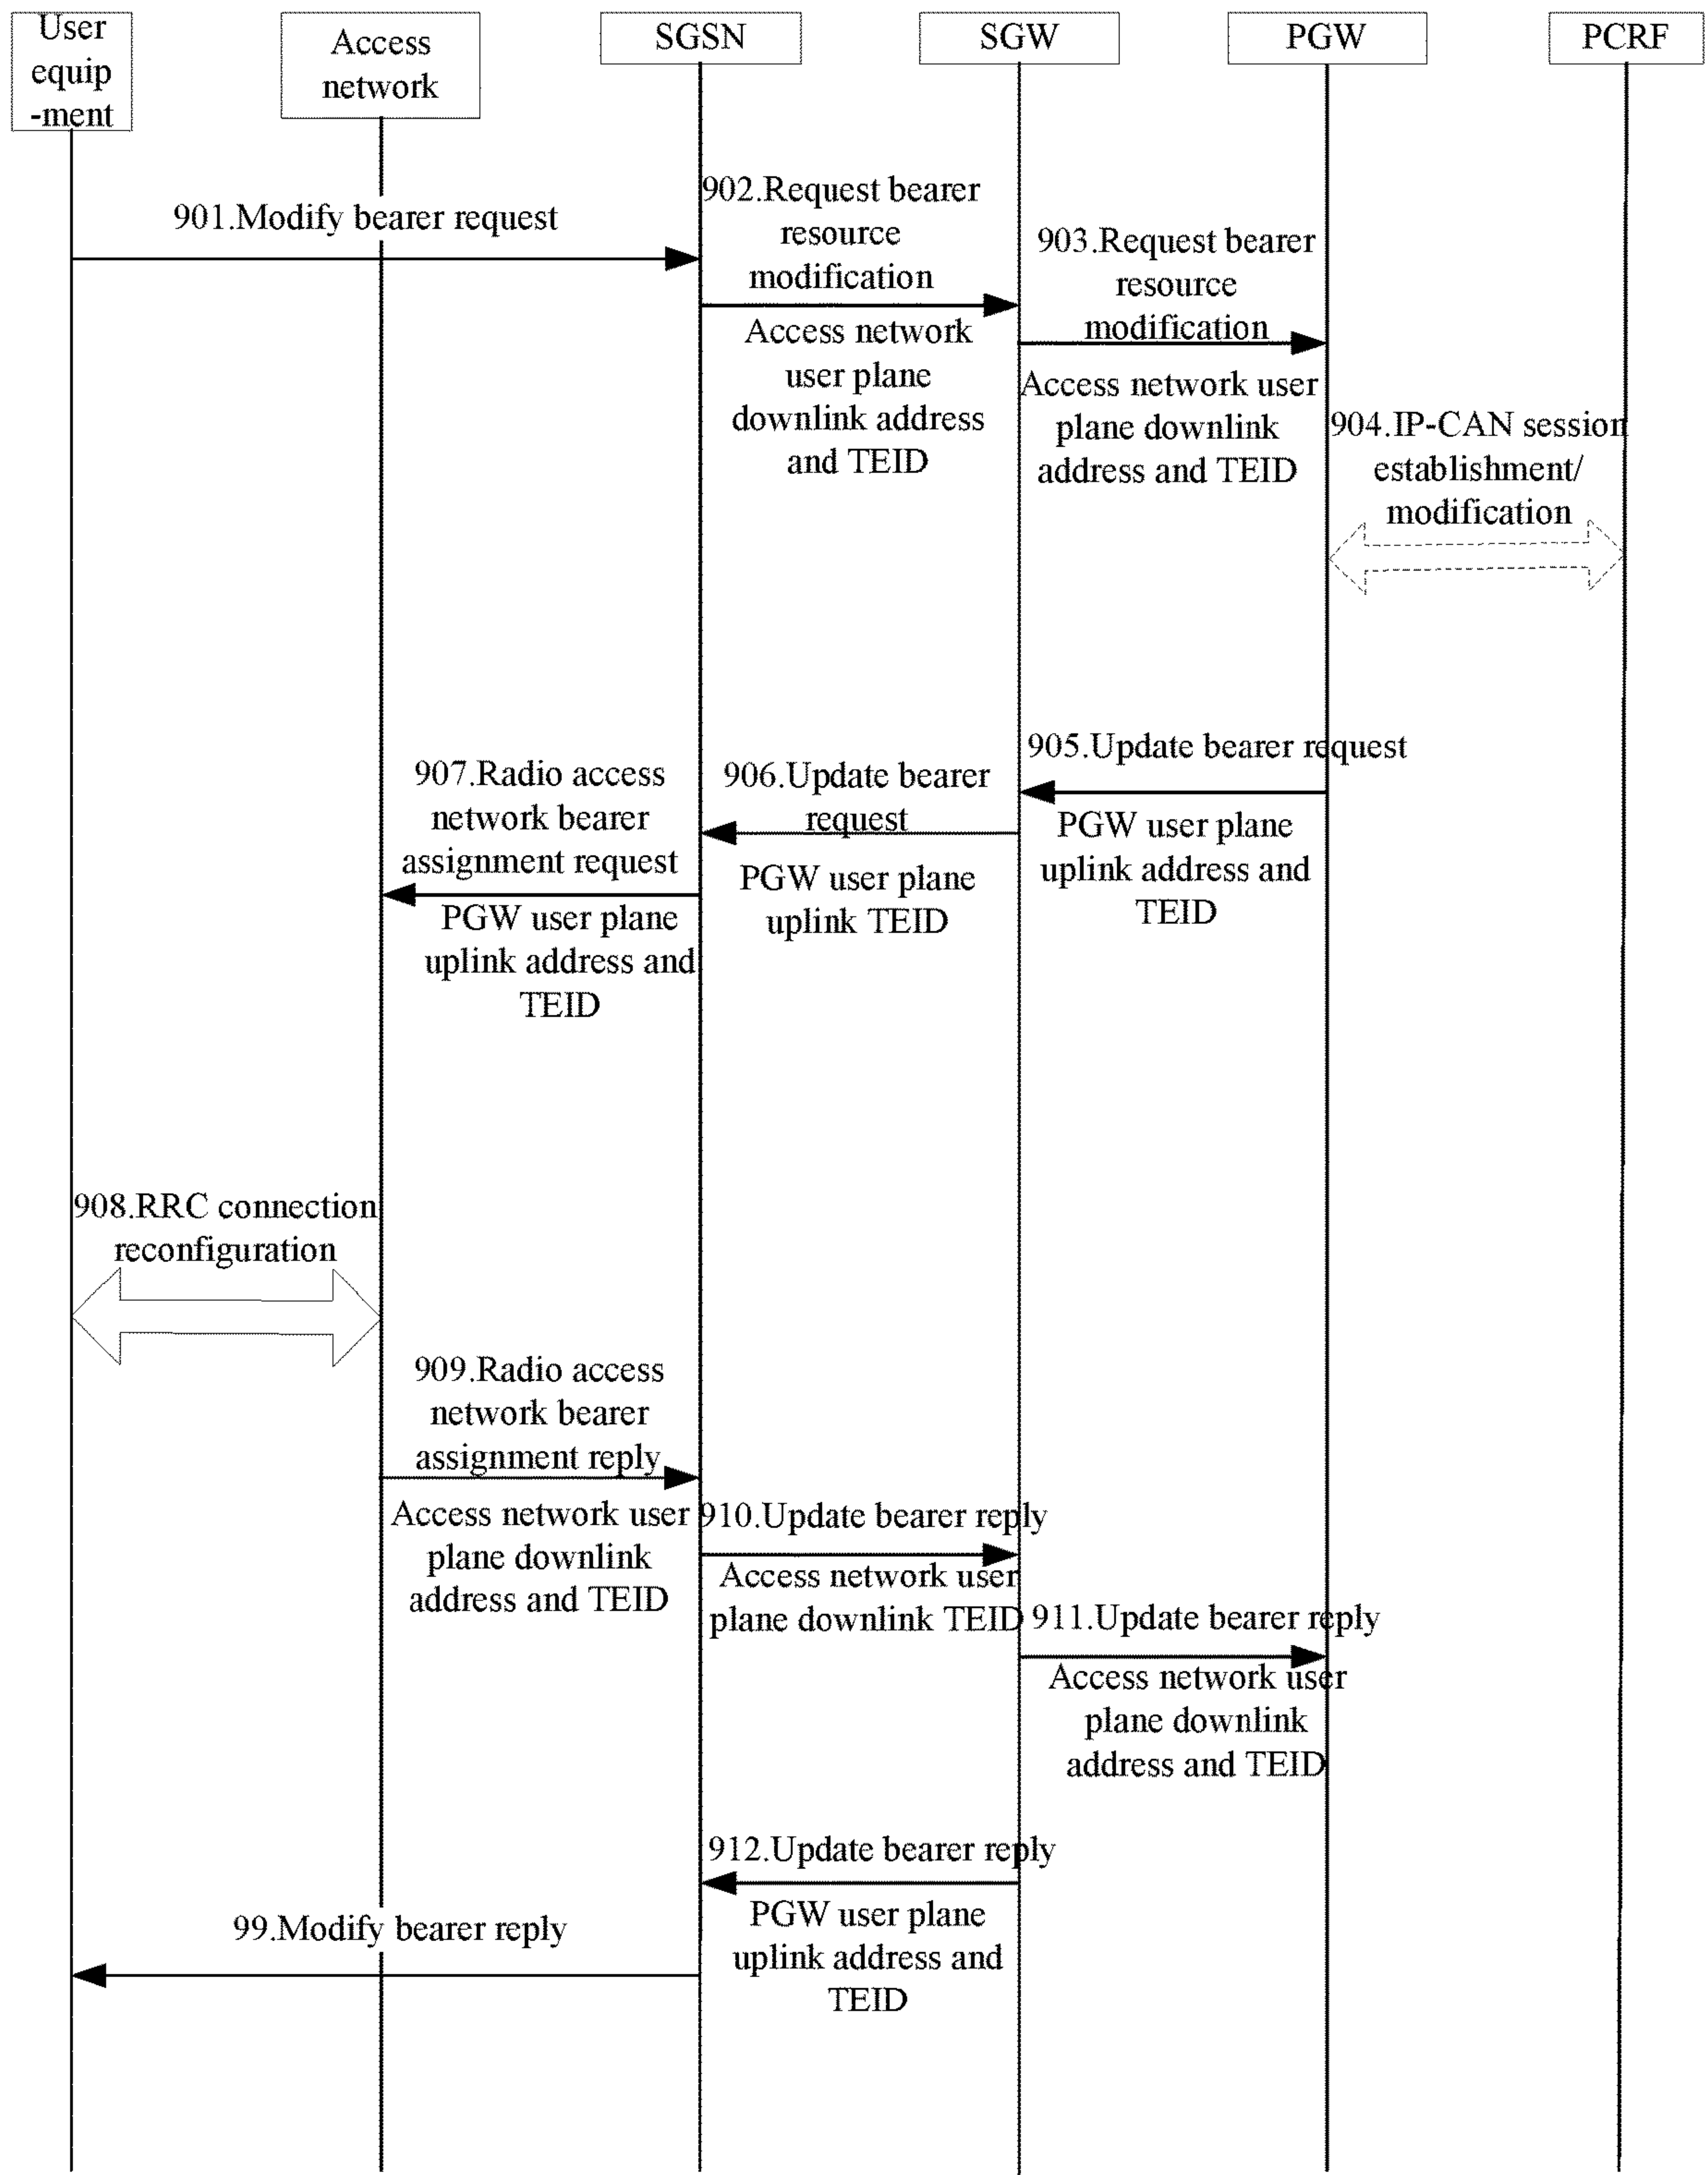 User
equip
-ment
Access
network
SGSN
SGW
PGW
PCRF
901.Modify bearer request
902.Request bearer
resource
modification
Access network
user plane
downlink address
and TEID
903.Request bearer
resource
modification
Access network user
plane downlink
address and TEID
904.IP-CAN session
establishment/
modification
905.Update bearer request
PGW user plane
uplink address and
TEID
906.Update bearer
request
PGW user plane
uplink TEID
907.Radio access
network bearer
assignment request
PGW user plane
uplink address and
TEID
908.RRC connection
reconfiguration
909.Radio access
network bearer
assignment reply
Access network user
plane downlink
address and TEID
910.Update bearer reply
Access network user
plane downlink TEID
911.Update bearer reply
Access network user
plane downlink
address and TEID
912.Update bearer reply
PGW user plane
uplink address and
TEID
99.Modify bearer reply